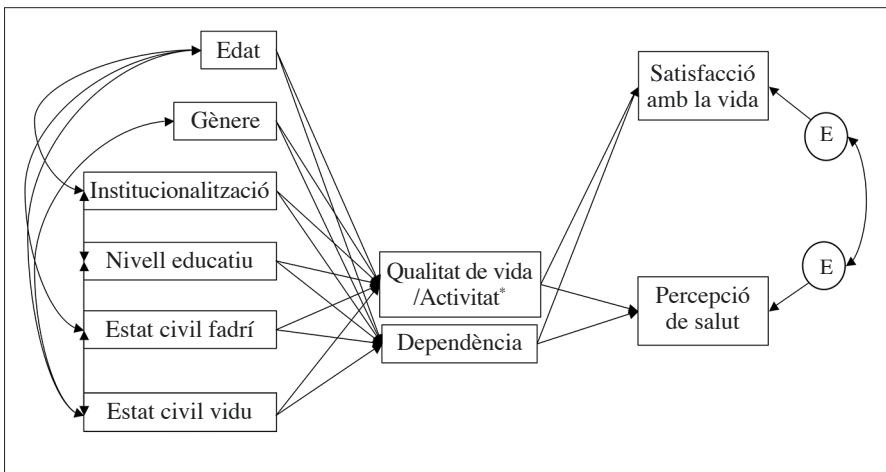 Edat
Gènere
Institucionalització
Nivell educatiu
Estat civil fadrí
Estat civil vidu
Qualitat de vida
/Activitat*
Dependència
Satisfacció
amb la vida
Percepció
de salut
E
E